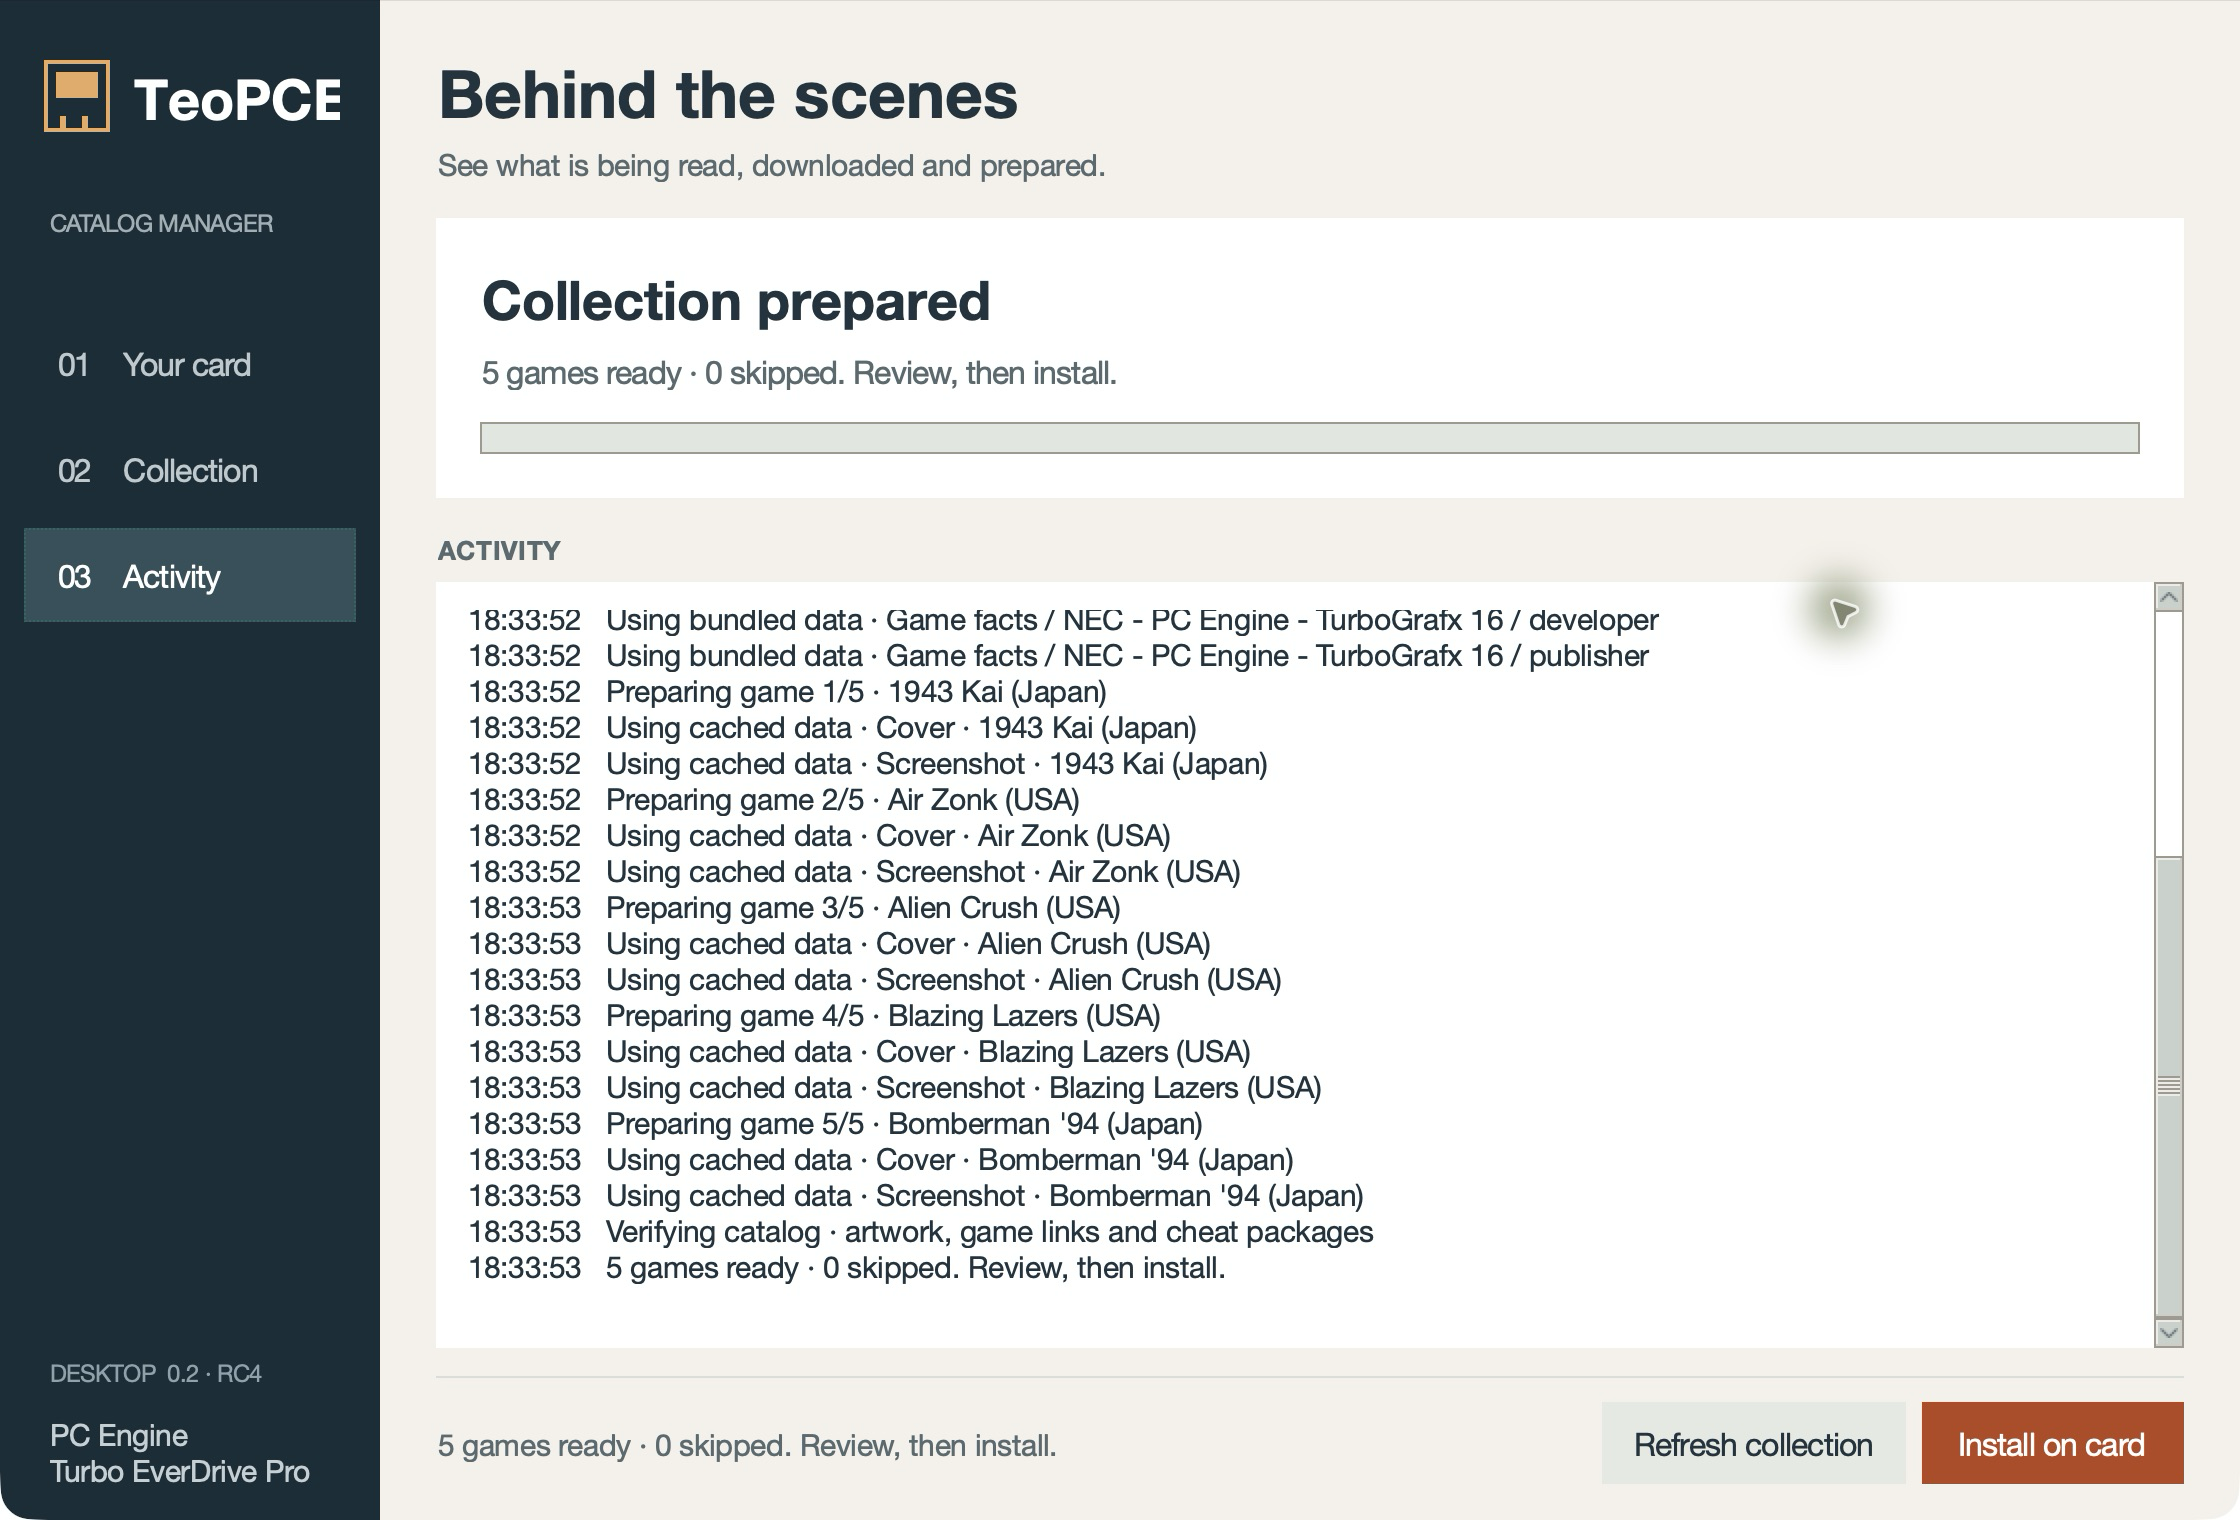 TeoPCE
CATALOG MANAGER
01 Your card
02 Collection
03 Activity
DESKTOP 0.2 · RC4
PC Engine
Turbo EverDrive Pro
Behind the scenes
See what is being read, downloaded and prepared.
Collection prepared
5 games ready · 0 skipped. Review, then install.
ACTIVITY
18:33:52 Using bundled data · Game facts / NEC - PC Engine - TurboGrafx 16 / developer
18:33:52 Using bundled data · Game facts / NEC - PC Engine - TurboGrafx 16 / publisher
18:33:52 Preparing game 1/5 · 1943 Kai (Japan)
18:33:52 Using cached data · Cover · 1943 Kai (Japan)
18:33:52 Using cached data · Screenshot · 1943 Kai (Japan)
18:33:52 Preparing game 2/5 · Air Zonk (USA)
18:33:52 Using cached data · Cover · Air Zonk (USA)
18:33:52 Using cached data · Screenshot · Air Zonk (USA)
18:33:53 Preparing game 3/5 · Alien Crush (USA)
18:33:53 Using cached data · Cover · Alien Crush (USA)
18:33:53 Using cached data · Screenshot · Alien Crush (USA)
18:33:53 Preparing game 4/5 · Blazing Lazers (USA)
18:33:53 Using cached data · Cover · Blazing Lazers (USA)
18:33:53 Using cached data · Screenshot · Blazing Lazers (USA)
18:33:53 Preparing game 5/5 · Bomberman '94 (Japan)
18:33:53 Using cached data · Cover · Bomberman '94 (Japan)
18:33:53 Using cached data · Screenshot · Bomberman '94 (Japan)
18:33:53 Verifying catalog · artwork, game links and cheat packages
18:33:53 5 games ready · 0 skipped. Review, then install.
5 games ready · 0 skipped. Review, then install.
Refresh collection
Install on card